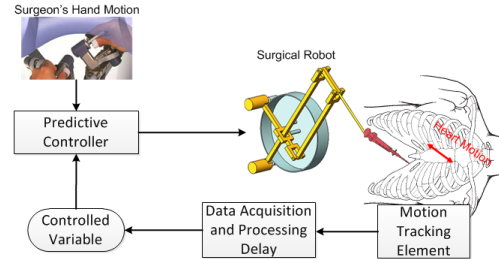 Surgeon's Hand Motion
Surgical Robot
Predictive
Controller
Heart Motion
Controlled
Variable
Data Acquisition
and Processing
Delay
Motion
Tracking
Element